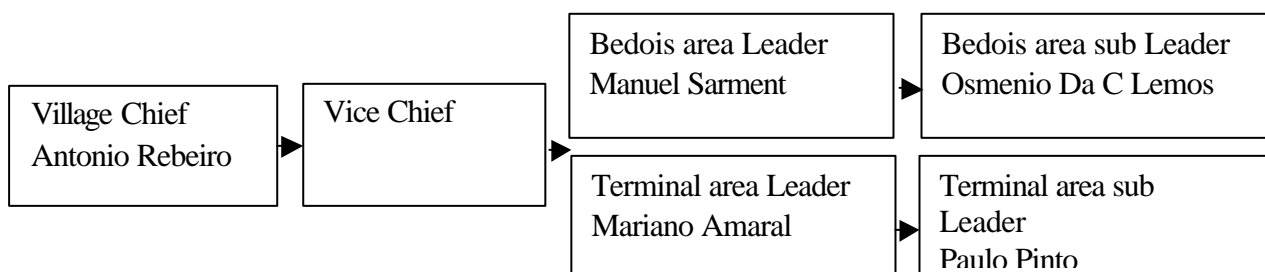 Village Chief
Antonio Rebeiro
Vice Chief
Bedois area Leader
Manuel Sarment
Terminal area Leader
Mariano Amaral
Bedois area sub Leader
Osmenio Da C Lemos
Terminal area sub
Leader
Paulo Pinto